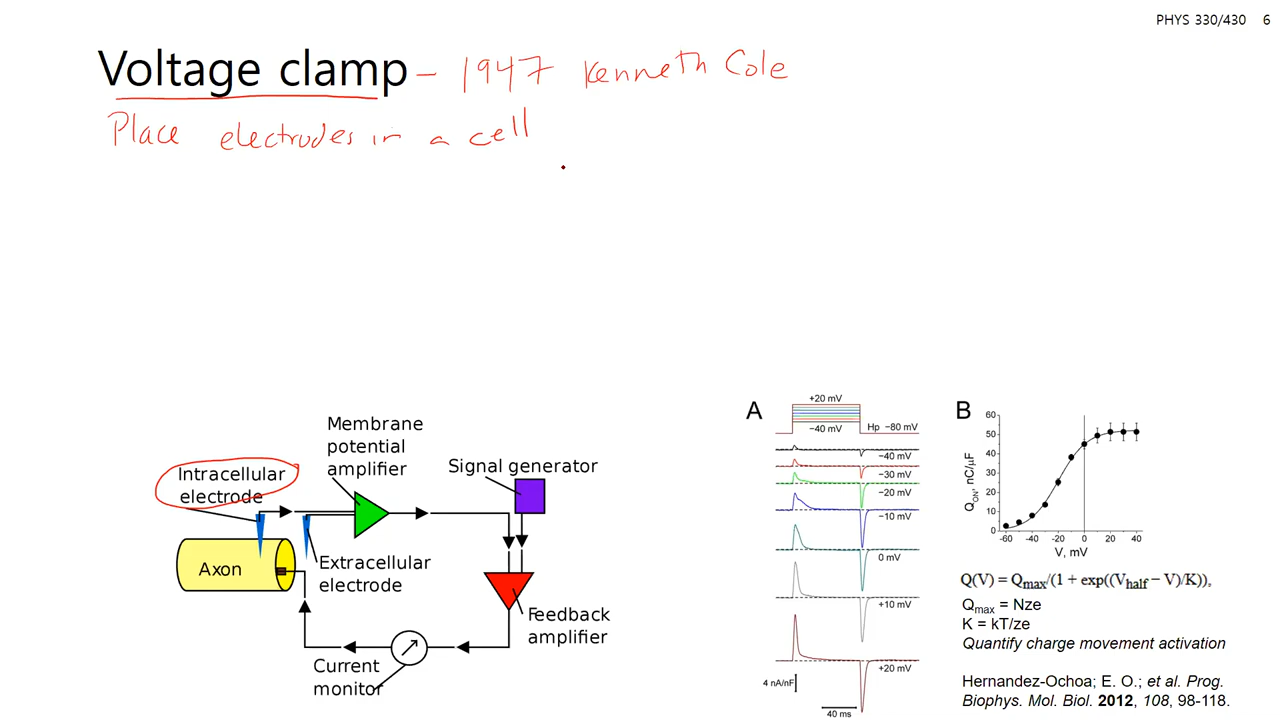 PHYS 330/430 6
Voltage clamp – 1947 Kenneth Cole
Place electrodes in a cell
Membrane
potential
amplifier
Signal generator
Intracellular
electrode
Axon
Extracellular
electrode
Feedback
amplifier
Current
monitor
A
+20 mV
−40 mV
Hp −80 mV
−40 mV
−30 mV
−20 mV
−10 mV
0 mV
+10 mV
+20 mV
4 nA/nF
40 ms
B
60
50
40
30
20
10
0
Q_ON, nC/μF
-60 -40 -20 0 20 40
V, mV
Q(V) = Q_max/(1 + exp((V_half − V)/K)),
Q_max = Nze
K = kT/ze
Quantify charge movement activation
Hernandez-Ochoa; E. O.; et al. Prog.
Biophys. Mol. Biol. 2012, 108, 98-118.